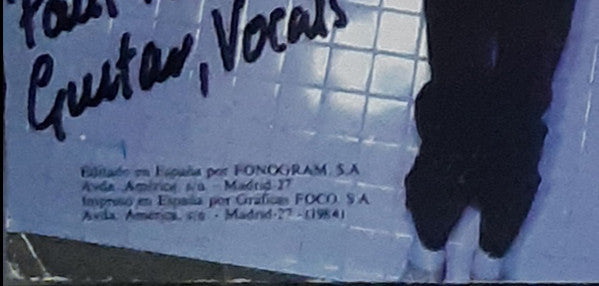 Gustav, Vocals
Editado en España por FONOGRAM, S.A.
Avda. América, s/n. - Madrid-27
Impreso en España por Gráficas FOCO, S.A.
Avda. América, s/n. - Madrid-27 - (1984)